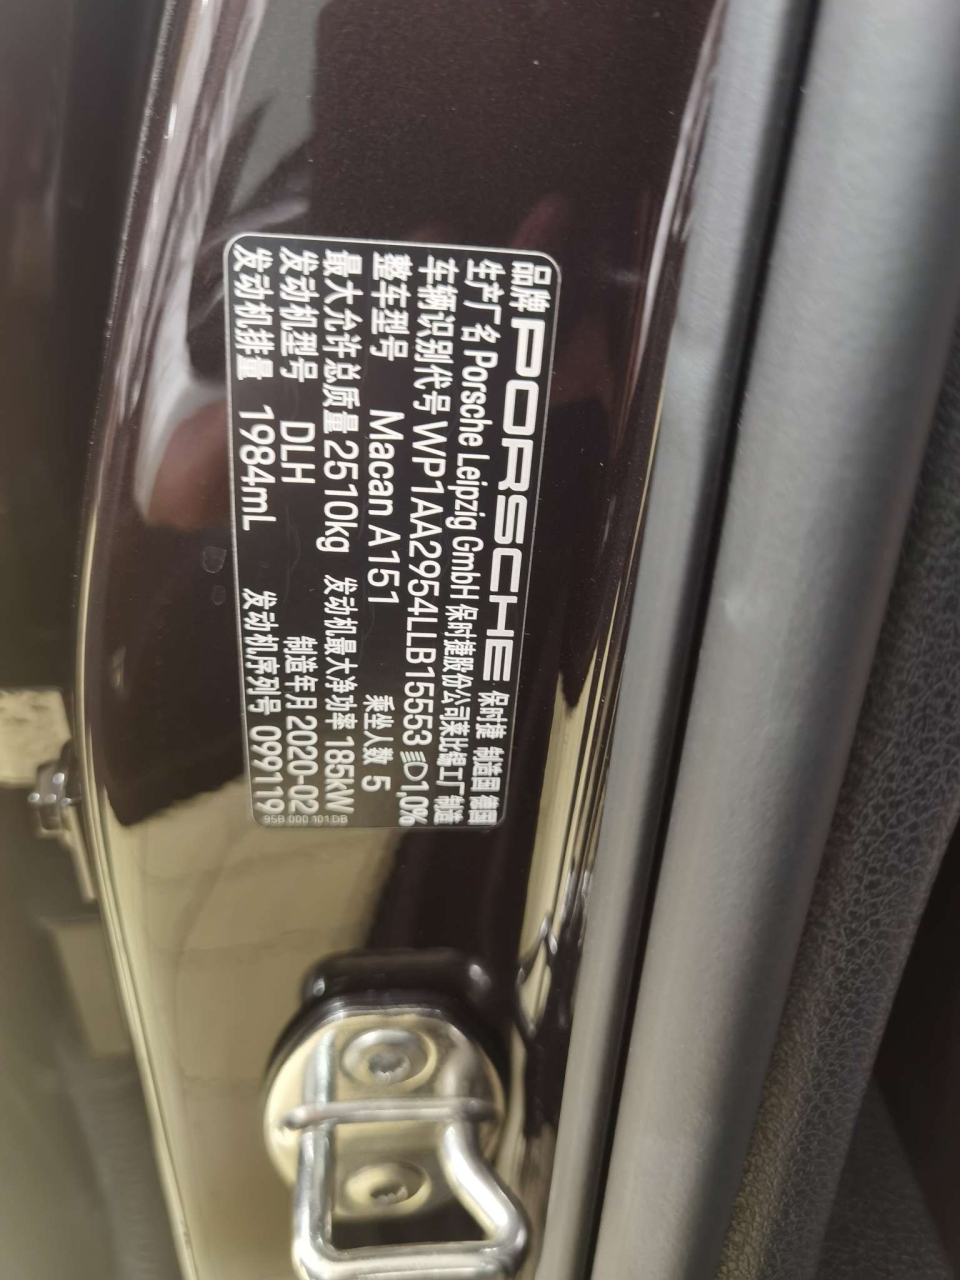 品牌 PORSCHE 保时捷 制造国 德国
生产厂名 Porsche Leipzig GmbH 保时捷股份公司莱比锡工厂制造
车辆识别代号 WP1AA2954LLB15553 1,0%
整车型号 Macan A151 乘坐人数 5
最大允许总质量 2510kg 发动机最大净功率 185kW
发动机型号 DLH 制造年月 2020-02
发动机排量 1984mL 发动机序列号 099119
95B 000 101 DB